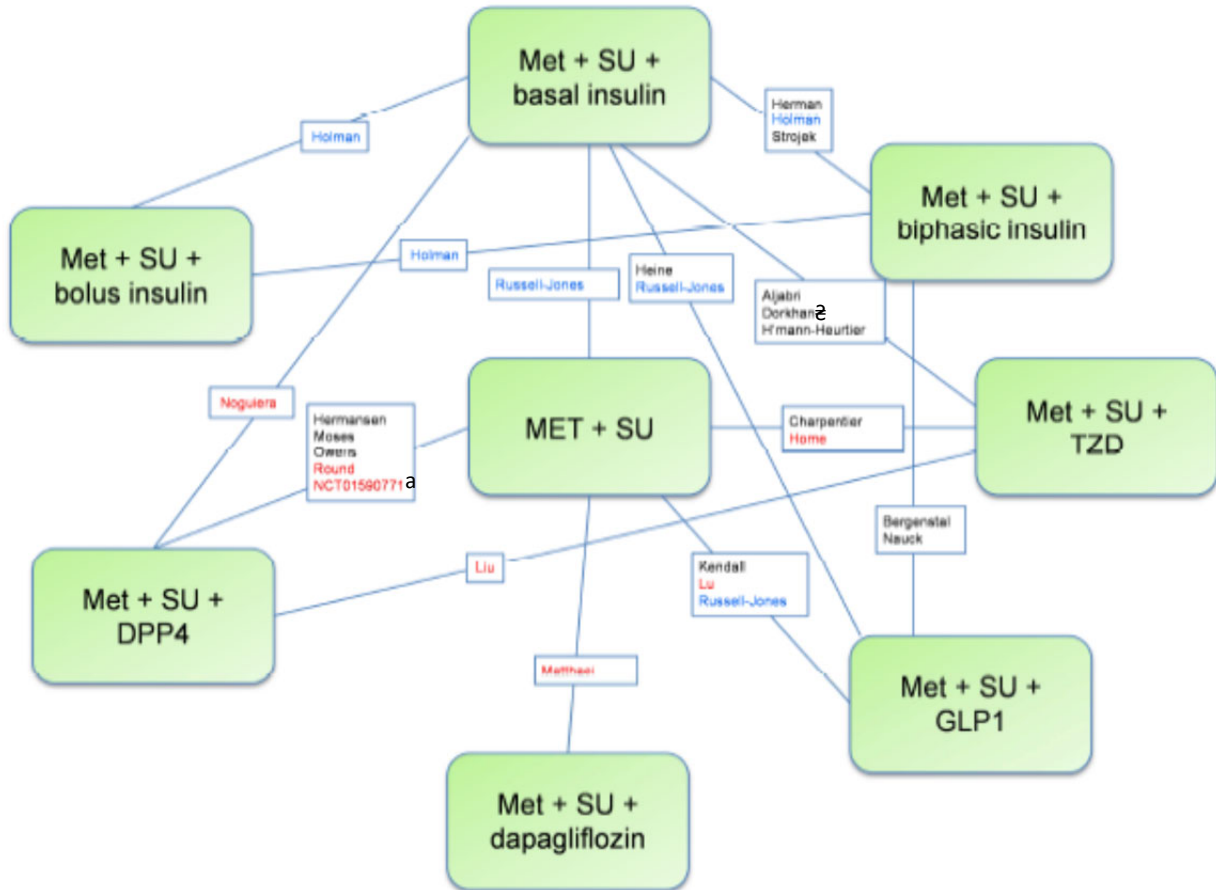 Met + SU +
basal insulin
Herman
Holman
Strojek
Holman
Met + SU +
biphasic insulin
Met + SU +
bolus insulin
Holman
Russell-Jones
Heine
Russell-Jones
Aljabri
H'mann-Heurtier
Noguiera
Hermansen
Moses
Owens
Round
NCT01590771a
MET + SU
Charpentier
Home
Met + SU +
TZD
Bergenstal
Nauck
Liu
Kendall
Lu
Russell-Jones
Met + SU +
DPP4
Matthaei
Met + SU +
GLP1
Met + SU +
dapagliflozin